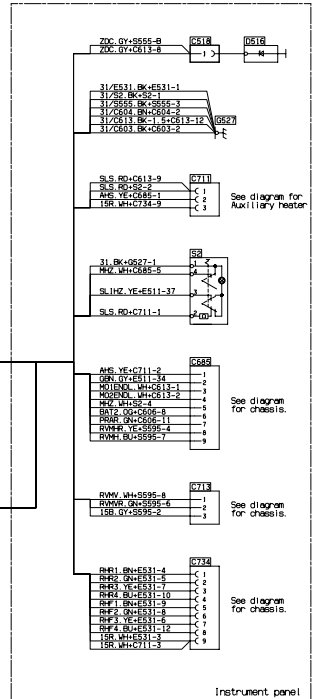 ZDC.GY+S555-8 C518 D516
ZDC.GY+C613-8 1
31/E531.BK+E531-1
31/S2.BK+S2-1
31/S555.BK+S555-3
31/C604.BN+C604-2
31/C613.BK-1.5+C613-12 G527
31/C603.BK+C603-2
C711
SLS.RD+C613-9
SLS.RD+S2-2 1
AHS.YE+C685-1 2
15R.WH+C734-9 3
See diagram for
Auxiliary heater
S2
31.BK+G527-1 1
MHZ.WH+C685-5 4
SLIHZ.YE+E511-37 3
SLS.RD+C711-1 2
C685
AHS.YE+C711-2 1
GBN.GY+E511-34 2
MO1ENDL.WH+C613-1 3
MO2ENDL.WH+C613-2 4
MHZ.WH+S2-4 5
BAT2.OG+C606-8 6
PRAR.GN+C606-11 7
RVMHR.YE+S595-4 8
RVMH.BU+S595-7 9
See diagram
for chassis.
C713
RVMV.WH+S595-8 1
RVMVR.GN+S595-6 2
15B.GY+S595-2 3
See diagram
for chassis.
C734
RHR1.BN+E531-4 1
RHR2.GN+E531-5 2
RHR3.YE+E531-7 3
RHR4.BU+E531-10 4
RHF1.BN+E531-9 5
RHF2.GN+E531-8 6
RHF3.YE+E531-6 7
RHF4.BU+E531-12 8
15R.WH+E531-3 9
15R.WH+C711-3
See diagram
for chassis.
Instrument panel